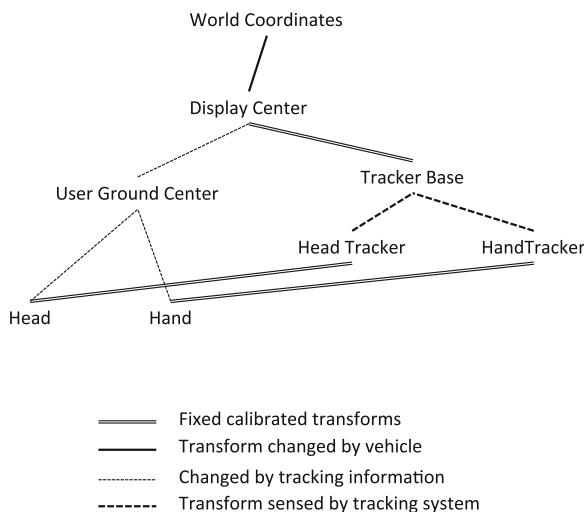 World Coordinates
Display Center
Tracker Base
User Ground Center
Head Tracker
HandTracker
Head
Hand
Fixed calibrated transforms
Transform changed by vehicle
Changed by tracking information
Transform sensed by tracking system